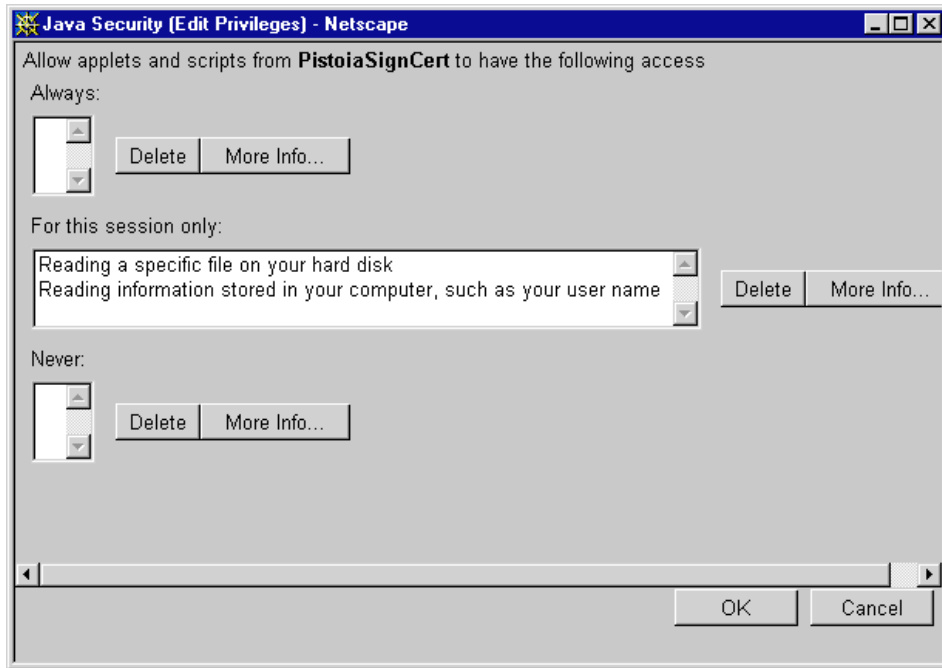 Java Security (Edit Privileges) - Netscape
Allow applets and scripts from PistoiaSignCert to have the following access
Always:
Delete More Info...
For this session only:
Reading a specific file on your hard disk
Reading information stored in your computer, such as your user name
Delete More Info...
Never:
Delete More Info...
OK Cancel